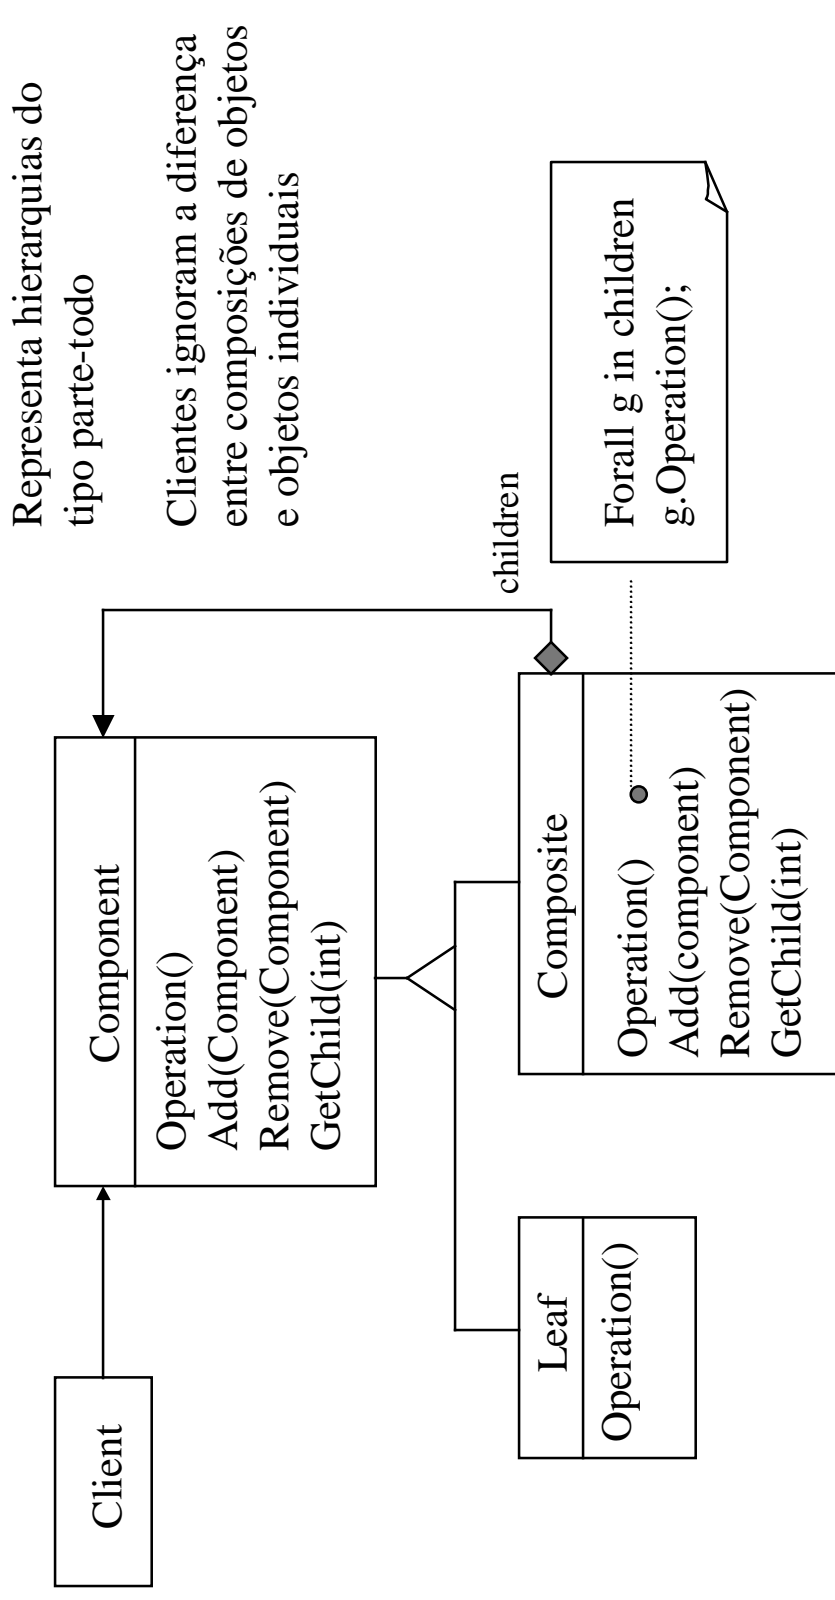 Representa hierarquias do
tipo parte-todo
Clientes ignoram a diferença
entre composições de objetos
e objetos individuais
Client
Component
Operation()
Add(Component)
Remove(Component)
GetChild(int)
children
Leaf
Operation()
Composite
Operation()
Add(component)
Remove(Component)
GetChild(int)
Forall g in children
g.Operation();